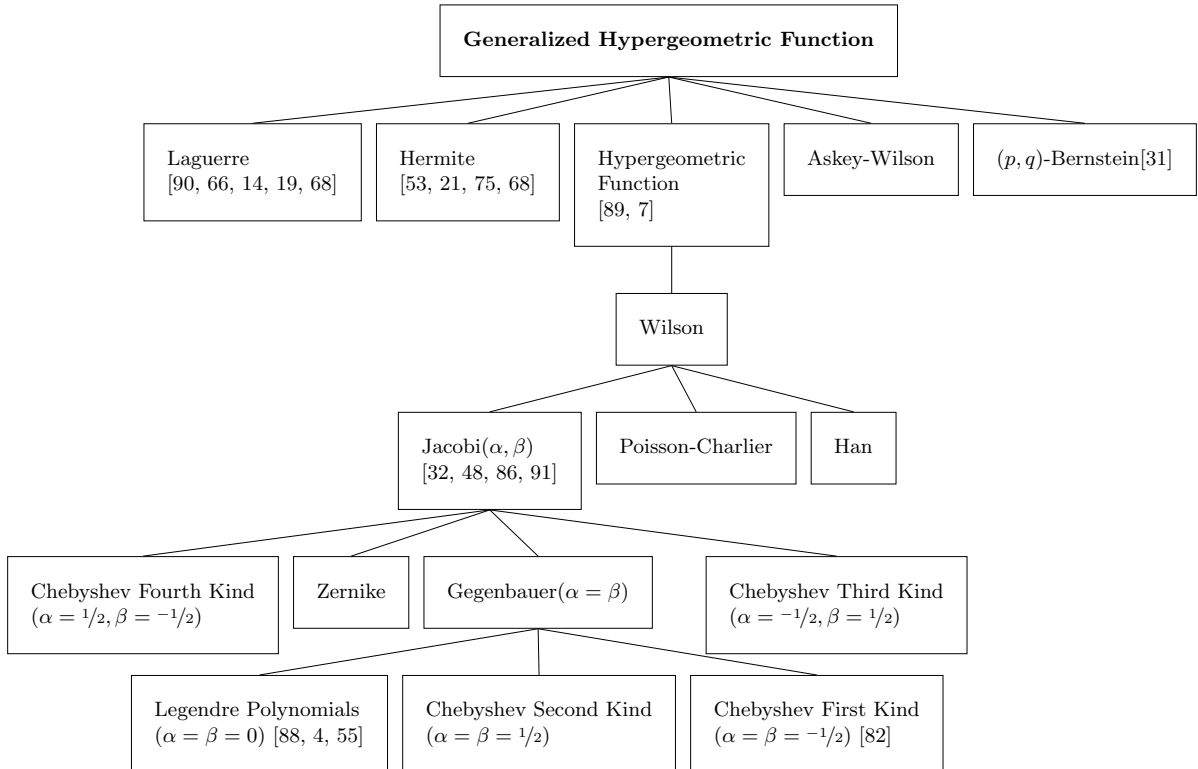 Generalized Hypergeometric Function
Laguerre
[90, 66, 14, 19, 68]
Hermite
[53, 21, 75, 68]
Hypergeometric
Function
[89, 7]
Askey-Wilson
(p, q)-Bernstein[31]
Wilson
Jacobi(α, β)
[32, 48, 86, 91]
Poisson-Charlier
Han
Chebyshev Fourth Kind
(α = 1/2, β = −1/2)
Zernike
Gegenbauer(α = β)
Chebyshev Third Kind
(α = −1/2, β = 1/2)
Legendre Polynomials
(α = β = 0) [88, 4, 55]
Chebyshev Second Kind
(α = β = 1/2)
Chebyshev First Kind
(α = β = −1/2) [82]